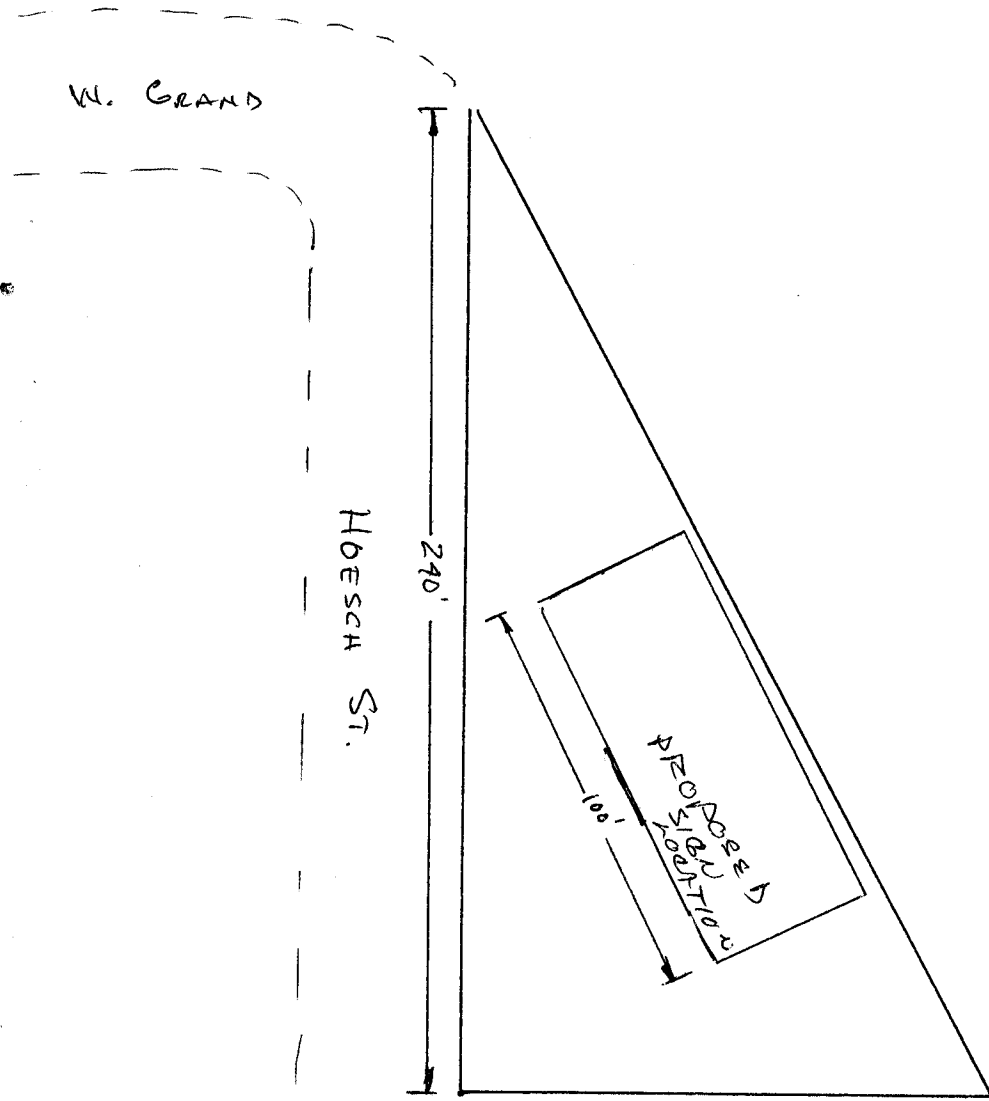 W. GRAND
HOESCH ST.
240'
100'
PROPOSED
SIGN
LOCATION